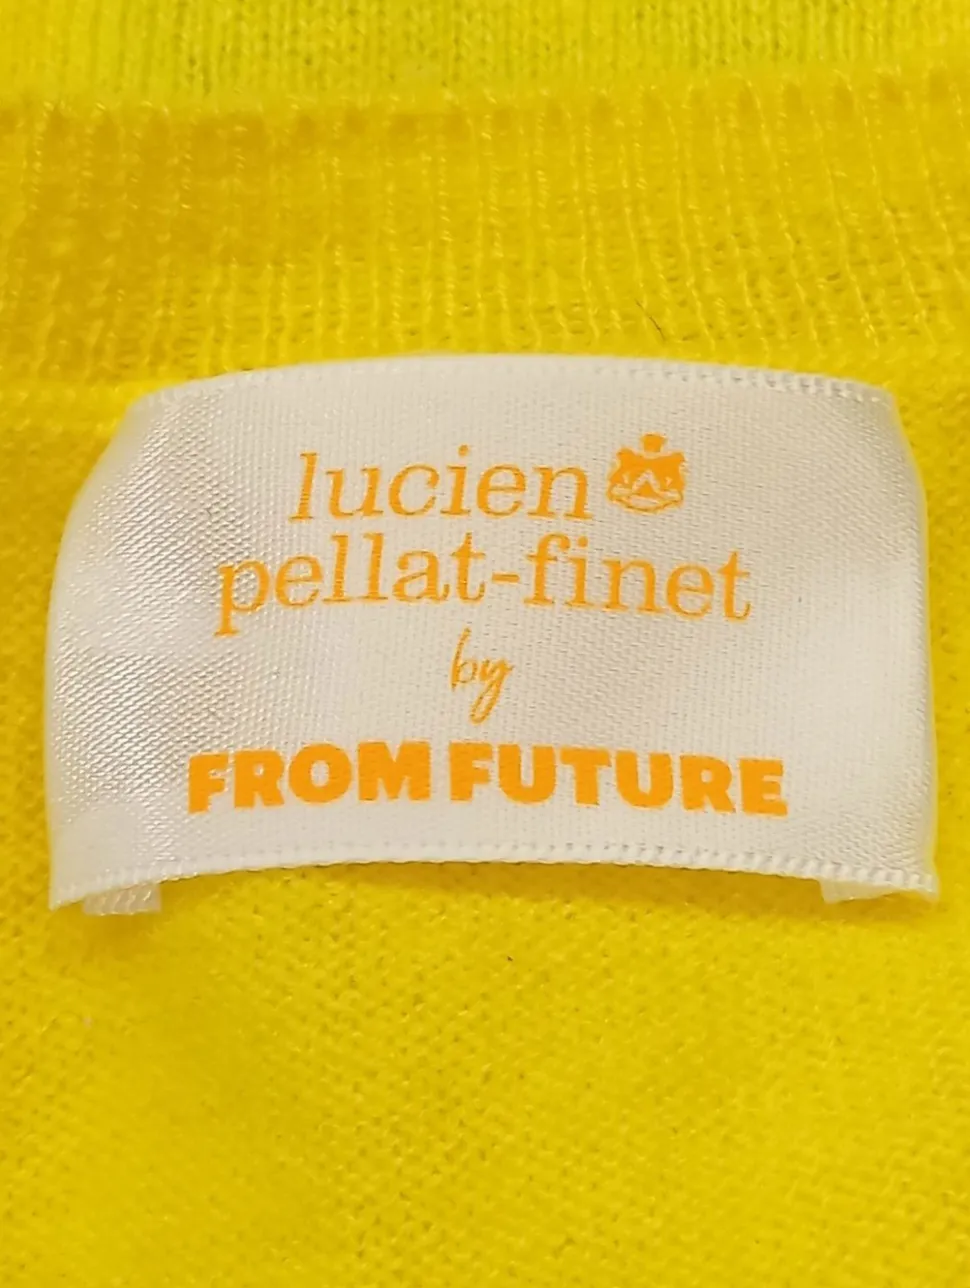 lucien
pellat-finet
by
FROM FUTURE